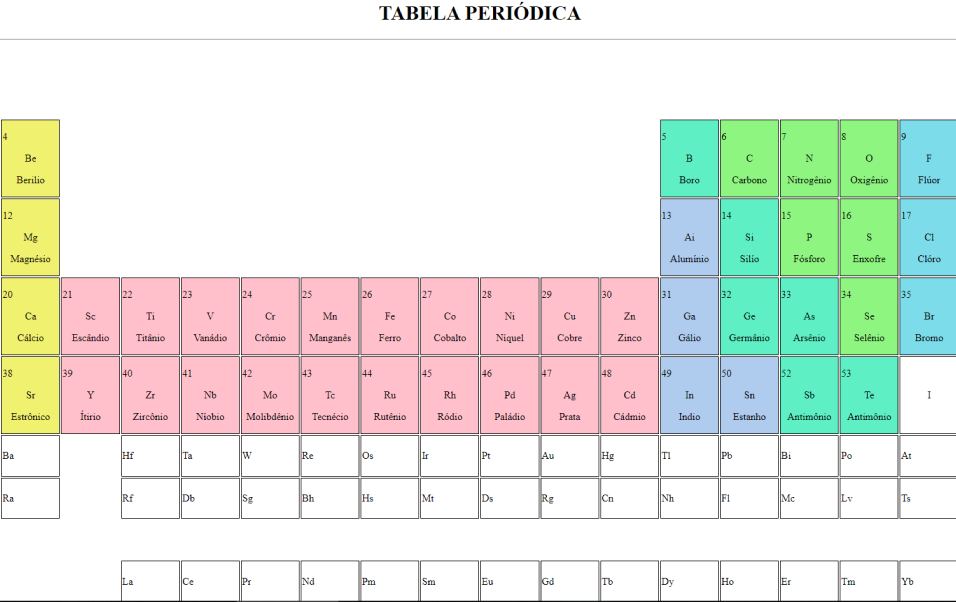 TABELA PERIÓDICA
4 5 6 7 8 9
Be B C N O F
Berilio Boro Carbono Nitrogênio Oxigênio Flúor
12 13 14 15 16 17
Mg Ai Si P S Cl
Magnésio Alumínio Silio Fósforo Enxofre Clóro
20 21 22 23 24 25 26 27 28 29 30 31 32 33 34 35
Ca Sc Ti V Cr Mn Fe Co Ni Cu Zn Ga Ge As Se Br
Cálcio Escândio Titânio Vanádio Crômio Manganês Ferro Cobalto Níquel Cobre Zinco Gálio Germânio Arsênio Selênio Bromo
38 39 40 41 42 43 44 45 46 47 48 49 50 52 53
Sr Y Zr Nb Mo Tc Ru Rh Pd Ag Cd In Sn Sb Te I
Estrônico Ítirio Zircônio Nióbio Molibdênio Tecnécio Rutênio Ródio Paládio Prata Cádmio Indio Estanho Antimônio Antimônio
Ba Hf Ta W Re Os Ir Pt Au Hg Tl Pb Bi Po At
Ra Rf Db Sg Bh Hs Mt Ds Rg Cn Nh Fl Mc Lv Ts
La Ce Pr Nd Pm Sm Eu Gd Tb Dy Ho Er Tm Yb